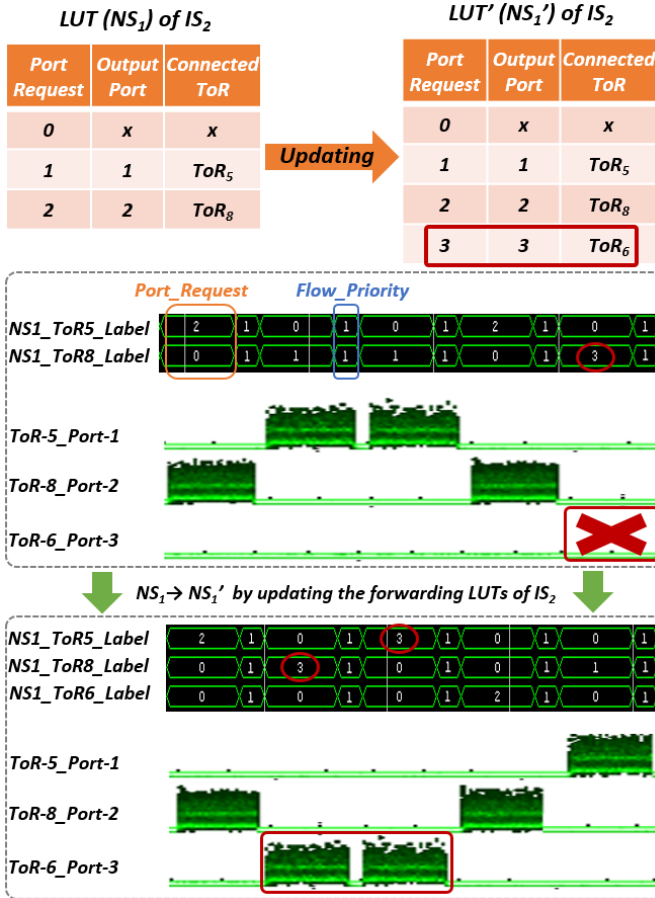 LUT (NS₁) of IS₂
Port Request Output Port Connected ToR
0 x x
1 1 ToR₅
2 2 ToR₈
Updating
LUT’ (NS₁’) of IS₂
Port Request Output Port Connected ToR
0 x x
1 1 ToR₅
2 2 ToR₈
3 3 ToR₆
Port_Request Flow_Priority
NS1_ToR5_Label 2 1 0 1 0 1 2 1 0 1
NS1_ToR8_Label 0 1 1 1 1 1 0 1 3 1
ToR-5_Port-1
ToR-8_Port-2
ToR-6_Port-3
NS₁→ NS₁’ by updating the forwarding LUTs of IS₂
NS1_ToR5_Label 2 1 0 1 3 1 0 1 0 1
NS1_ToR8_Label 0 1 3 1 0 1 0 1 1 1
NS1_ToR6_Label 0 1 0 1 0 1 2 1 0 1
ToR-5_Port-1
ToR-8_Port-2
ToR-6_Port-3